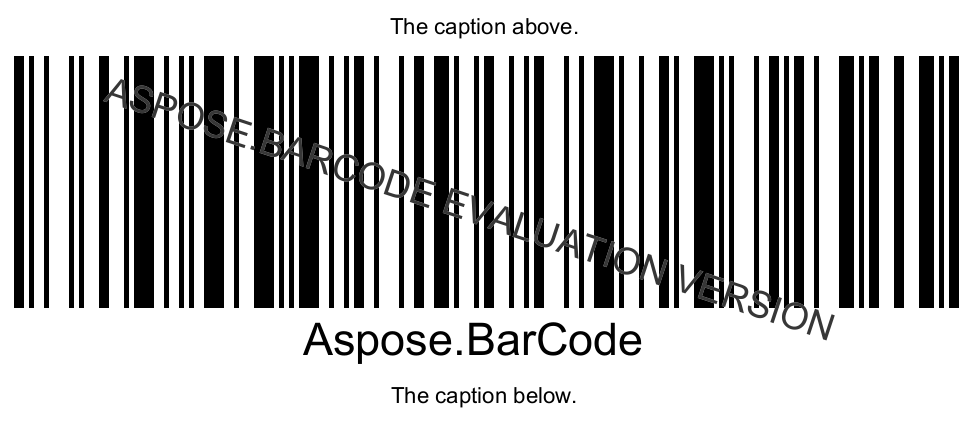 The caption above.
ASPOSE.BARCODE EVALUATION VERSION
Aspose.BarCode
The caption below.